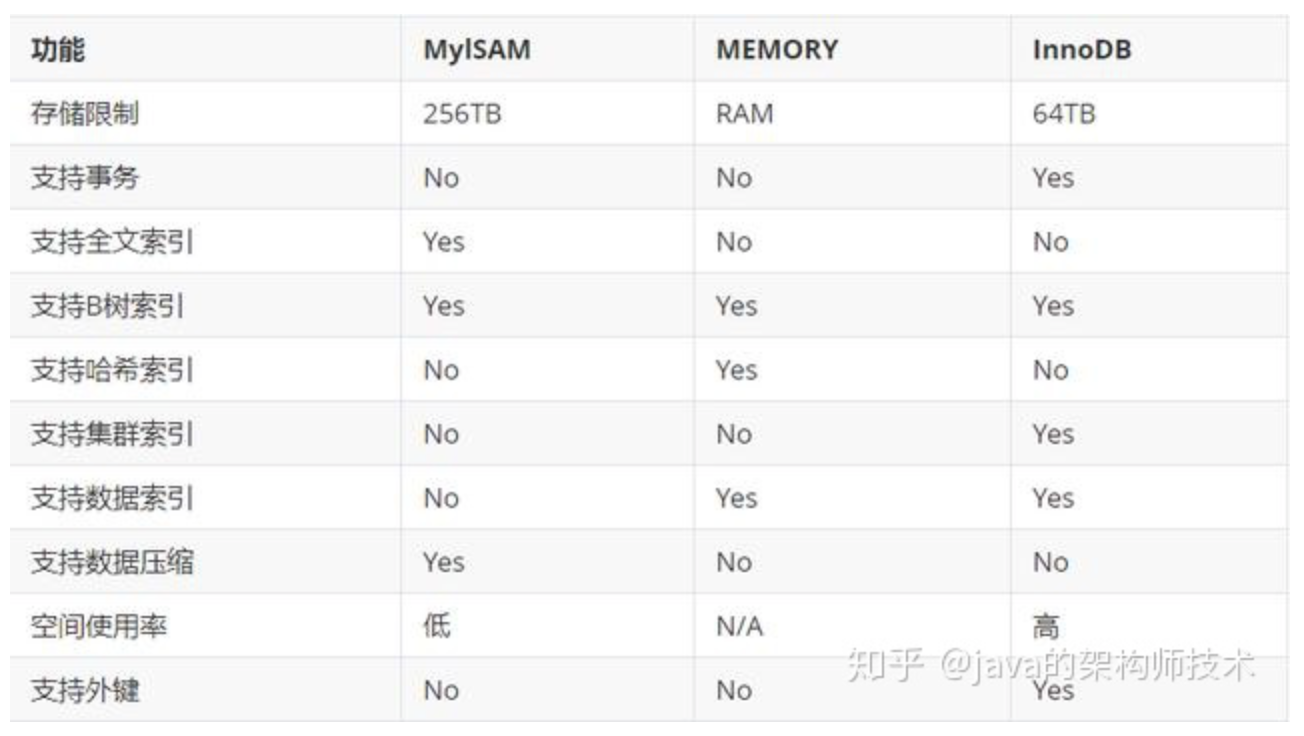 功能 MyISAM MEMORY InnoDB
存储限制 256TB RAM 64TB
支持事务 No No Yes
支持全文索引 Yes No No
支持B树索引 Yes Yes Yes
支持哈希索引 No Yes No
支持集群索引 No No Yes
支持数据索引 No Yes Yes
支持数据压缩 Yes No No
空间使用率 低 N/A 高
知乎 @java的架构师技术
支持外键 No No Yes